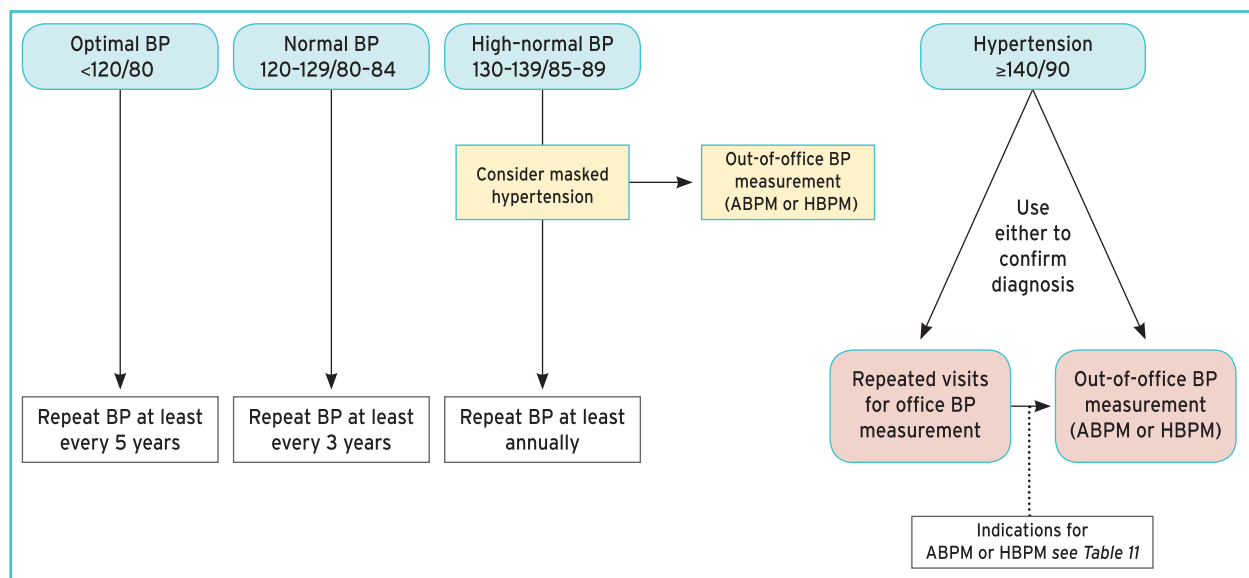 Optimal BP
<120/80
Normal BP
120–129/80–84
High–normal BP
130–139/85–89
Hypertension
≥140/90
Consider masked
hypertension
Out-of-office BP
measurement
(ABPM or HBPM)
Use
either to
confirm
diagnosis
Repeat BP at least
every 5 years
Repeat BP at least
every 3 years
Repeat BP at least
annually
Repeated visits
for office BP
measurement
Out-of-office BP
measurement
(ABPM or HBPM)
Indications for
ABPM or HBPM see Table 11